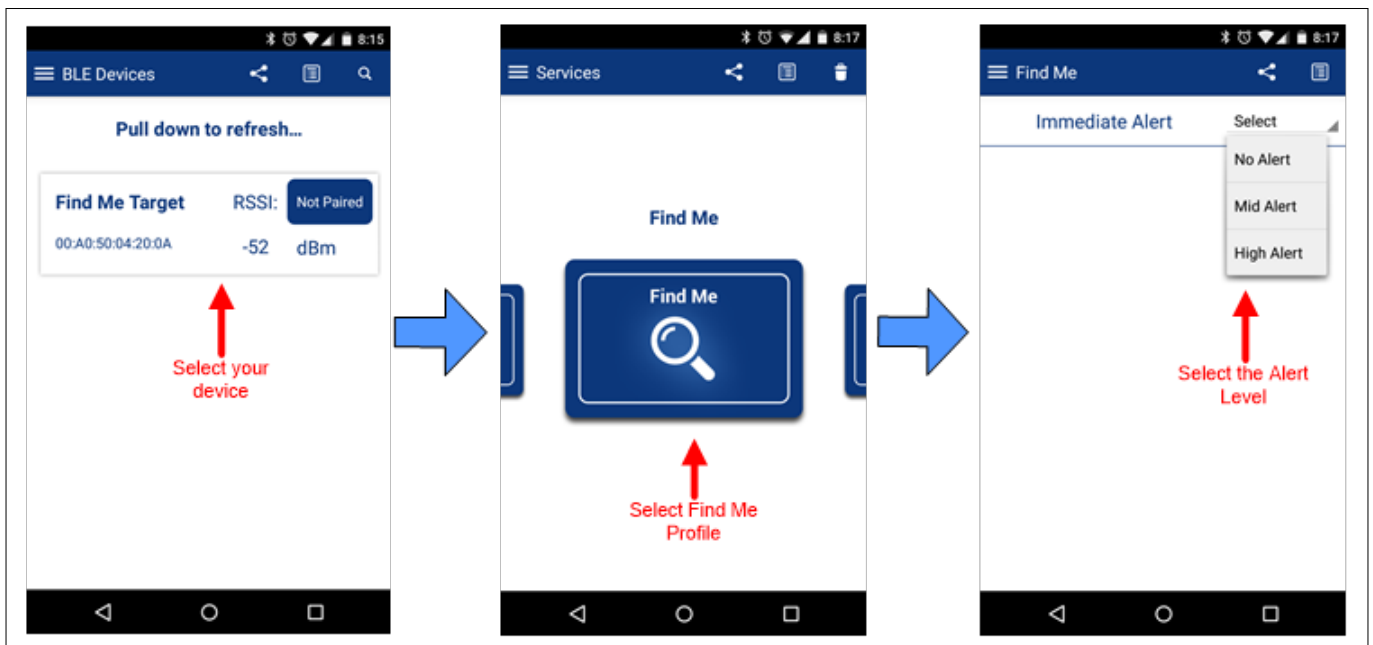 8:15
BLE Devices
Pull down to refresh...
Find Me Target RSSI: Not Paired
00:A0:50:04:20:0A -52 dBm
Select your
device
8:17
Services
Find Me
Find Me
Select Find Me
Profile
8:17
Find Me
Immediate Alert Select
No Alert
Mid Alert
High Alert
Select the Alert
Level